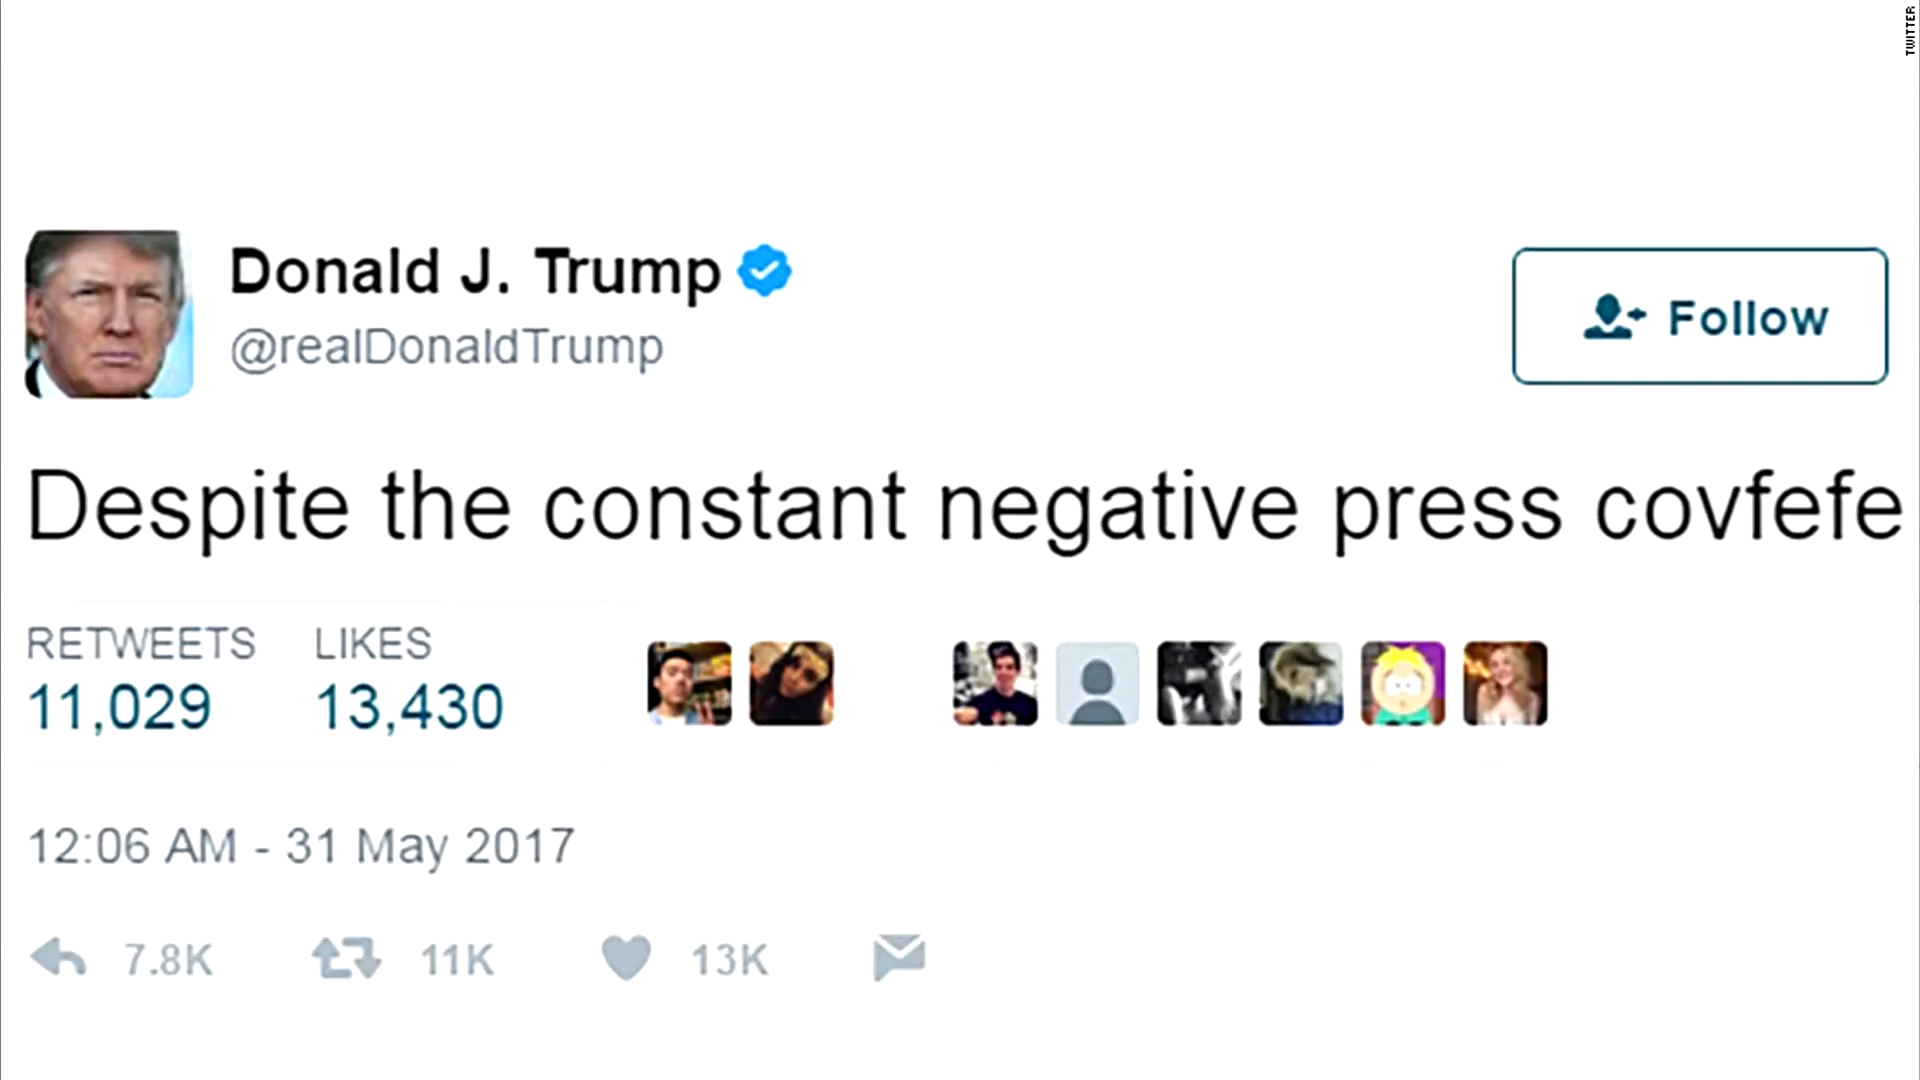 TWITTER
Donald J. Trump
@realDonaldTrump
Follow
Despite the constant negative press covfefe
RETWEETS LIKES
11,029 13,430
12:06 AM - 31 May 2017
7.8K 11K 13K